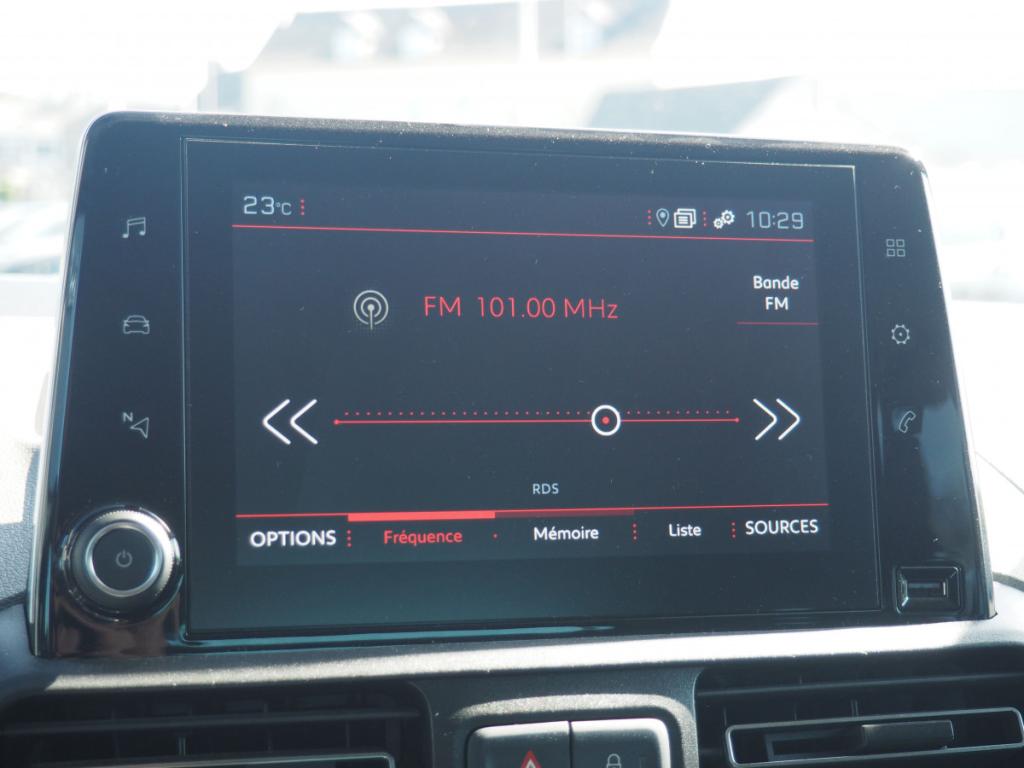 23°C
10:29
FM 101.00 MHz
Bande
FM
N
RDS
OPTIONS
Fréquence
Mémoire
Liste
SOURCES